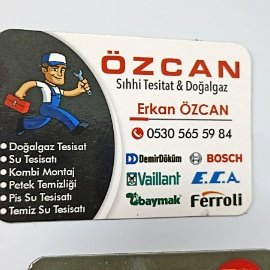 ÖZCAN
Sıhhi Tesitat & Doğalgaz
Erkan ÖZCAN
0530 565 59 84
• Doğalgaz Tesisat
• Su Tesisatı
• Kombi Montaj
• Petek Temizliği
• Pis Su Tesisatı
• Temiz Su Tesisatı
DD DemirDöküm BOSCH
Vaillant E.C.A
baymak Ferroli